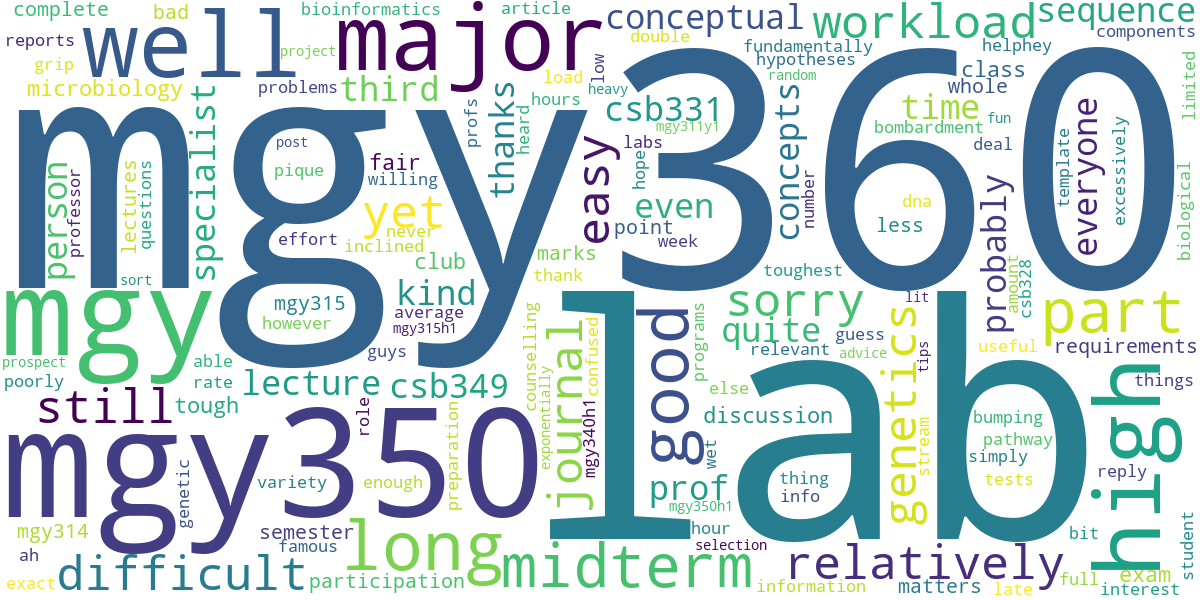 complete
bad
bioinformatics
article
conceptual
workload
sequence
reports
well
project
major
double
fundamentally
helphey
components
grip
microbiology
problems
third
load
low
hypotheses
class
limited
mgy360
specialist
profs
hours
heavy
random
csb331
time
whole
thanks
heard
mgy311y1
bombardment
fun
post
fair
easy
labs
concepts
deal
template
excessively
everyone
person
professor
lectures
questions
pique
willing
hope
even
number
dna
probably
yet
never
effort
inclined
point
week
less
biological
sort
club
marks
thank
toughest
amount
csb328
mgy
mgy315
kind
average
however
mgy315h1
lab
sorry
lit
part
prospect
able
guys
exponentially
journal
confused
good
programs
quite
guess
relevant
advice
genetics
tips
useful
requirements
poorly
rate
lecture
csb349
counselling
else
things
still
tough
role
mgy340h1
discussion
stream
bumping
high
mgy350
preparation
wet
pathway
simply
genetic
variety
enough
prof
thing
info
reply
tests
mgy314
semester
mgy350h1
hour
bit
student
ah
famous
long
midterm
selection
relatively
exam
exact
difficult
participation
information
matters
late
full
interest